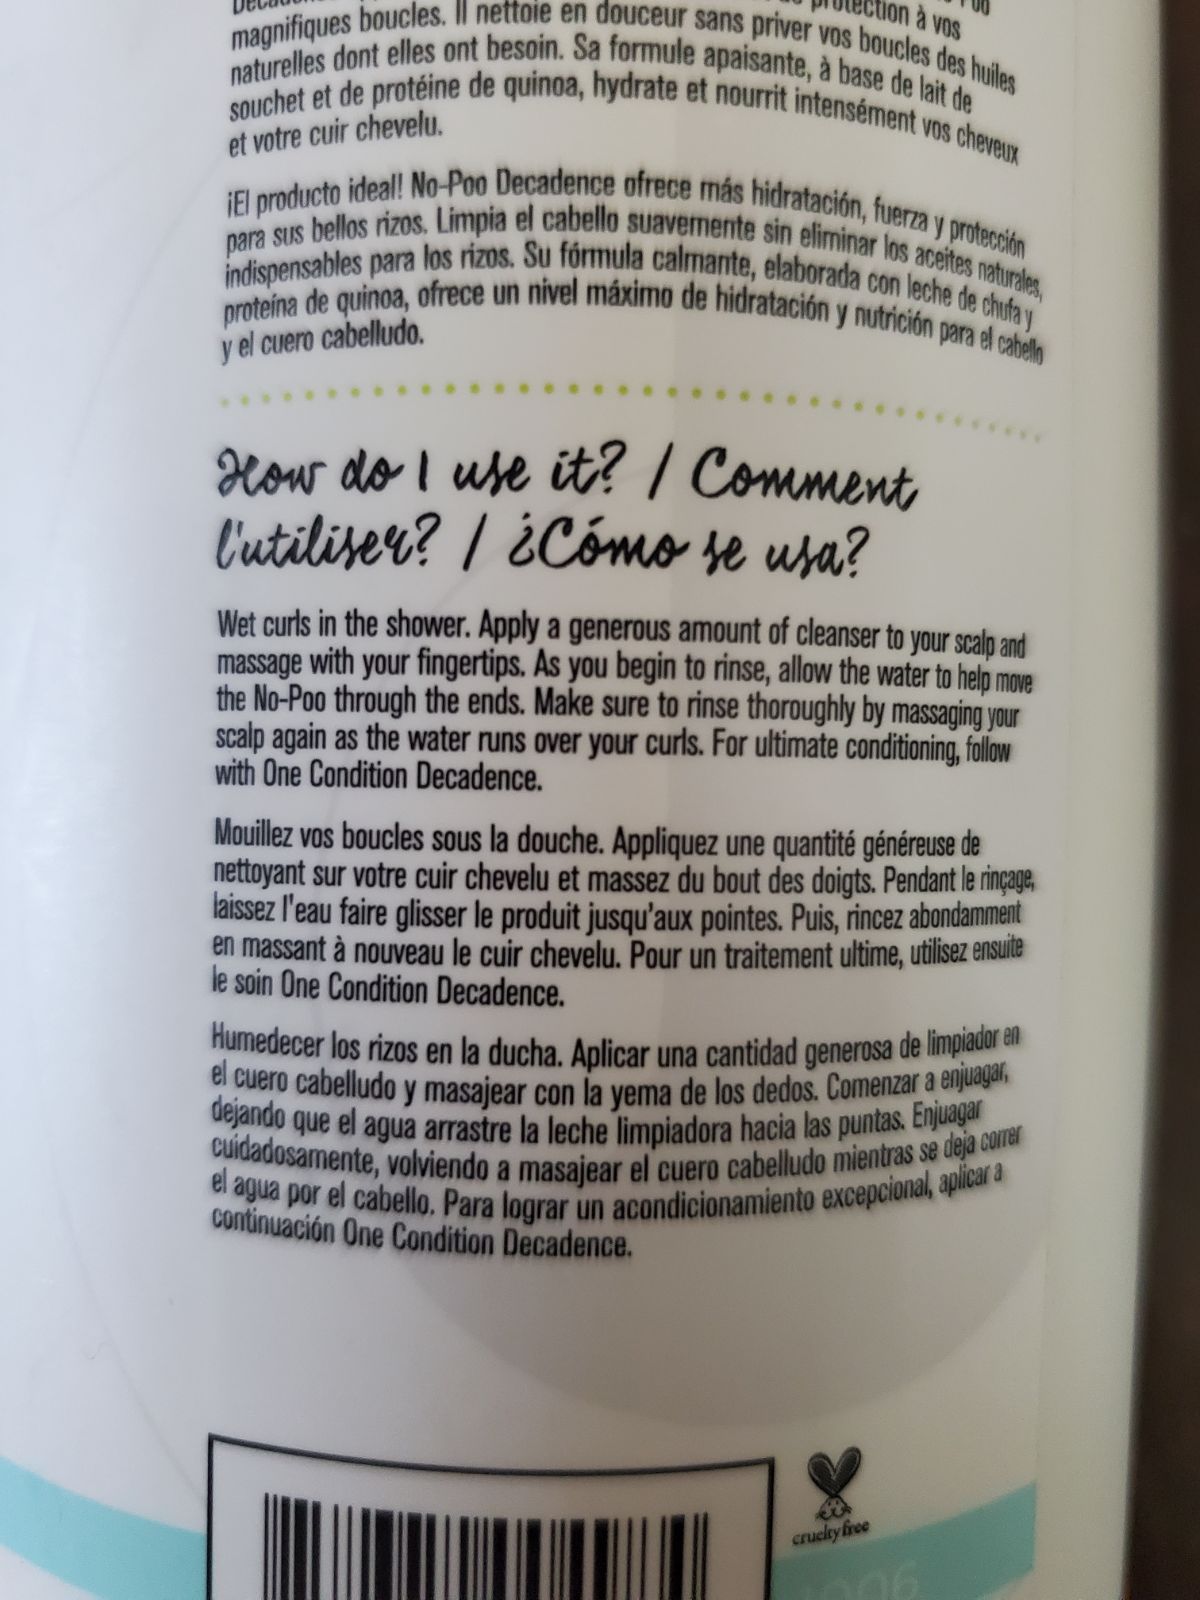 protection à vos
magnifiques boucles. Il nettoie en douceur sans priver vos boucles des huiles
naturelles dont elles ont besoin. Sa formule apaisante, à base de lait de
souchet et de protéine de quinoa, hydrate et nourrit intensément vos cheveux
et votre cuir chevelu.
¡El producto ideal! No-Poo Decadence ofrece más hidratación, fuerza y protección
para sus bellos rizos. Limpia el cabello suavemente sin eliminar los aceites naturales,
indispensables para los rizos. Su fórmula calmante, elaborada con leche de chufa y
proteína de quinoa, ofrece un nivel máximo de hidratación y nutrición para el cabello
y el cuero cabelludo.
How do I use it? / Comment
l'utiliser? / ¿Cómo se usa?
Wet curls in the shower. Apply a generous amount of cleanser to your scalp and
massage with your fingertips. As you begin to rinse, allow the water to help move
the No-Poo through the ends. Make sure to rinse thoroughly by massaging your
scalp again as the water runs over your curls. For ultimate conditioning, follow
with One Condition Decadence.
Mouillez vos boucles sous la douche. Appliquez une quantité généreuse de
nettoyant sur votre cuir chevelu et massez du bout des doigts. Pendant le rinçage,
laissez l'eau faire glisser le produit jusqu'aux pointes. Puis, rincez abondamment
en massant à nouveau le cuir chevelu. Pour un traitement ultime, utilisez ensuite
le soin One Condition Decadence.
Humedecer los rizos en la ducha. Aplicar una cantidad generosa de limpiador en
el cuero cabelludo y masajear con la yema de los dedos. Comenzar a enjuagar,
dejando que el agua arrastre la leche limpiadora hacia las puntas. Enjuagar
cuidadosamente, volviendo a masajear el cuero cabelludo mientras se deja correr
el agua por el cabello. Para lograr un acondicionamiento excepcional, aplicar a
continuación One Condition Decadence.
cruelty free